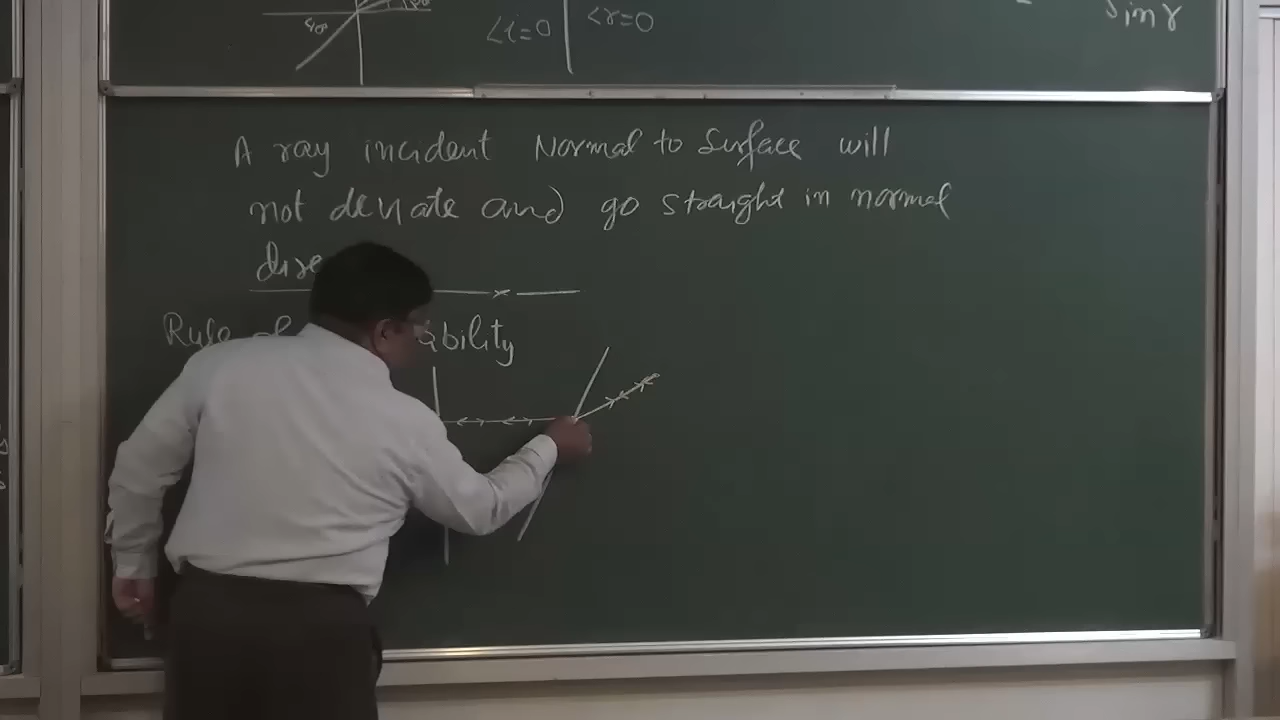 <i=0 <r=0
sin r
A ray incident Normal to Surface will
not deviate and go straight in normal
dire
Rule of ability